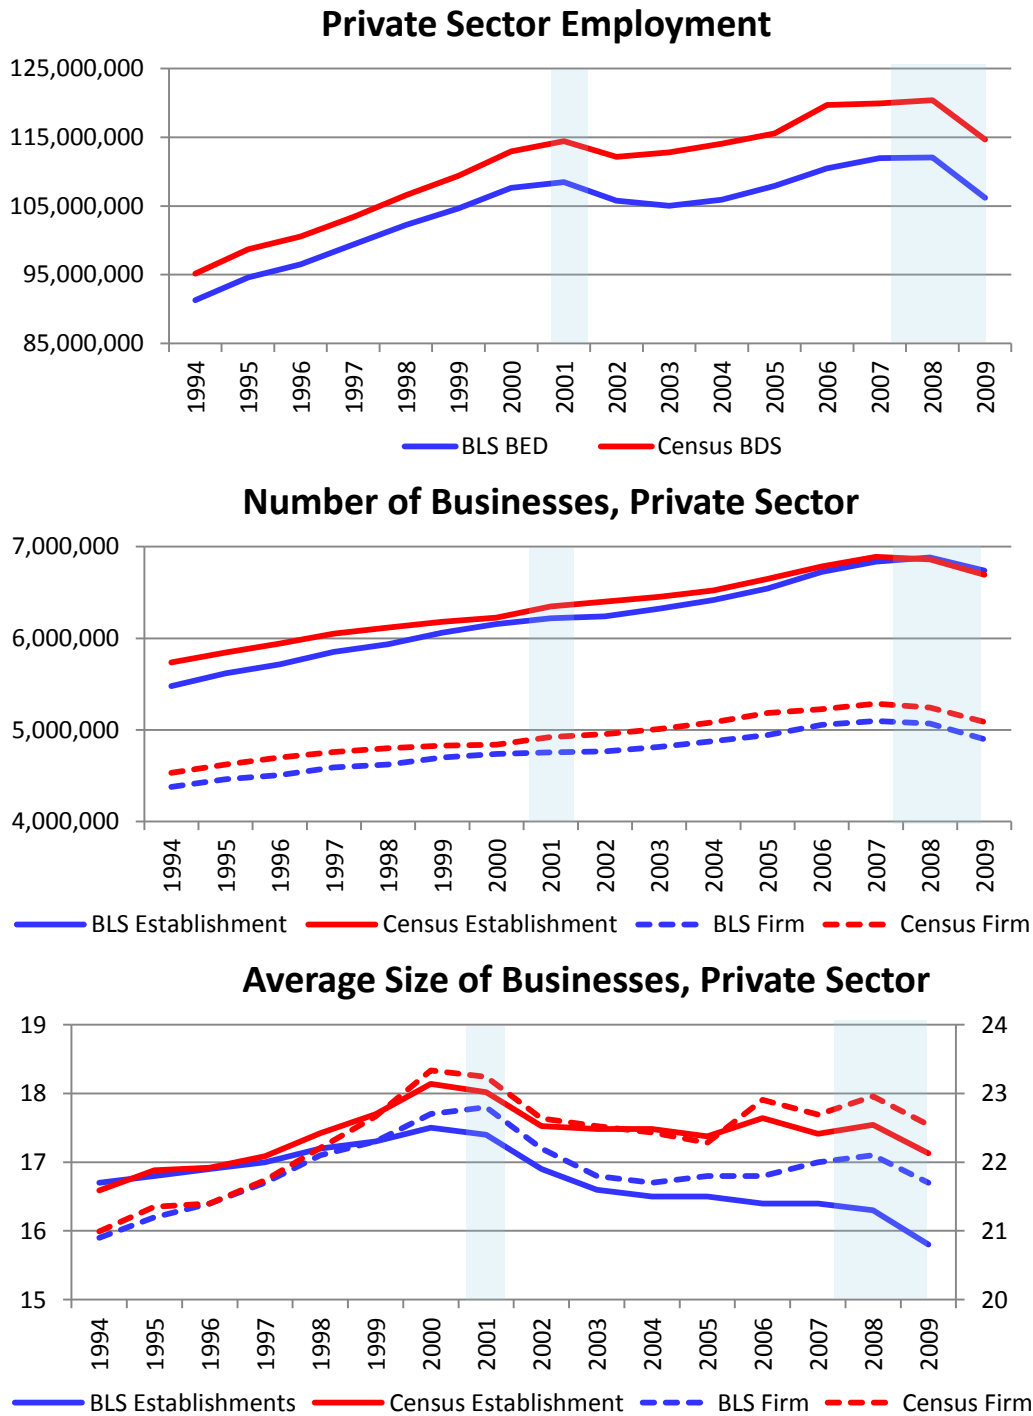 Private Sector Employment
125,000,000
115,000,000
105,000,000
95,000,000
85,000,000
1994 1995 1996 1997 1998 1999 2000 2001 2002 2003 2004 2005 2006 2007 2008 2009
BLS BED Census BDS
Number of Businesses, Private Sector
7,000,000
6,000,000
5,000,000
4,000,000
1994 1995 1996 1997 1998 1999 2000 2001 2002 2003 2004 2005 2006 2007 2008 2009
BLS Establishment Census Establishment BLS Firm Census Firm
Average Size of Businesses, Private Sector
19 24
18 23
17 22
16 21
15 20
1994 1995 1996 1997 1998 1999 2000 2001 2002 2003 2004 2005 2006 2007 2008 2009
BLS Establishments Census Establishment BLS Firm Census Firm